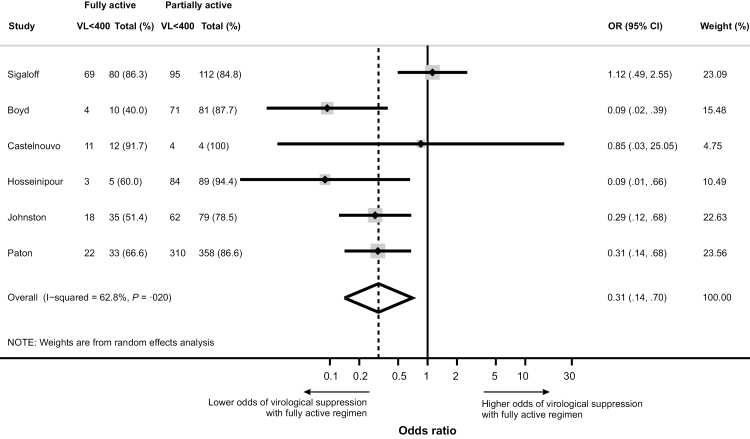 Fully active Partially active
Study VL<400 Total (%) VL<400 Total (%) OR (95% CI) Weight (%)
Sigaloff 69 80 (86.3) 95 112 (84.8) 1.12 (.49, 2.55) 23.09
Boyd 4 10 (40.0) 71 81 (87.7) 0.09 (.02, .39) 15.48
Castelnouvo 11 12 (91.7) 4 4 (100) 0.85 (.03, 25.05) 4.75
Hosseinipour 3 5 (60.0) 84 89 (94.4) 0.09 (.01, .66) 10.49
Johnston 18 35 (51.4) 62 79 (78.5) 0.29 (.12, .68) 22.63
Paton 22 33 (66.6) 310 358 (86.6) 0.31 (.14, .68) 23.56
Overall (I−squared = 62.8%, P = ·020) 0.31 (.14, .70) 100.00
NOTE: Weights are from random effects analysis
0.1 0.2 0.5 1 2 5 10 30
Lower odds of virological suppression
with fully active regimen
Higher odds of virological suppression
with fully active regimen
Odds ratio